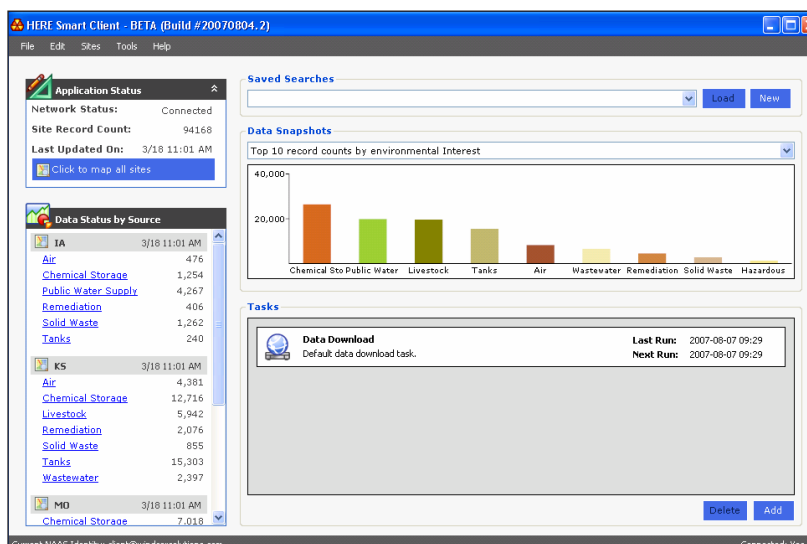 HERE Smart Client - BETA (Build #20070804.2)
File Edit Sites Tools Help
Application Status
Network Status: Connected
Site Record Count: 94168
Last Updated On: 3/18 11:01 AM
Click to map all sites
Data Status by Source
IA 3/18 11:01 AM
Air 476
Chemical Storage 1,254
Public Water Supply 4,267
Remediation 406
Solid Waste 1,262
Tanks 240
KS 3/18 11:01 AM
Air 4,381
Chemical Storage 12,716
Livestock 5,942
Remediation 2,076
Solid Waste 855
Tanks 15,303
Wastewater 2,397
MO 3/18 11:01 AM
Chemical Storage 7,018
Saved Searches
Load New
Data Snapshots
Top 10 record counts by environmental Interest
40,000
20,000
Chemical Sto Public Water Livestock Tanks Air Wastewater Remediation Solid Waste Hazardous
Tasks
Data Download Last Run: 2007-08-07 09:29
Default data download task. Next Run: 2007-08-07 09:29
Delete Add